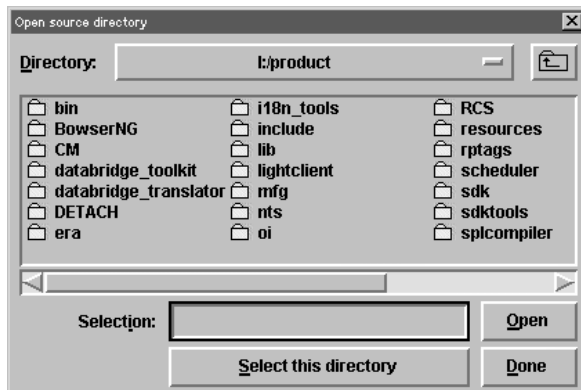 Open source directory
Directory: I:/product
bin i18n_tools RCS
BowserNG include resources
CM lib rptags
databridge_toolkit lightclient scheduler
databridge_translator mfg sdk
DETACH nts sdktools
era oi splcompiler
Selection: Open
Select this directory Done